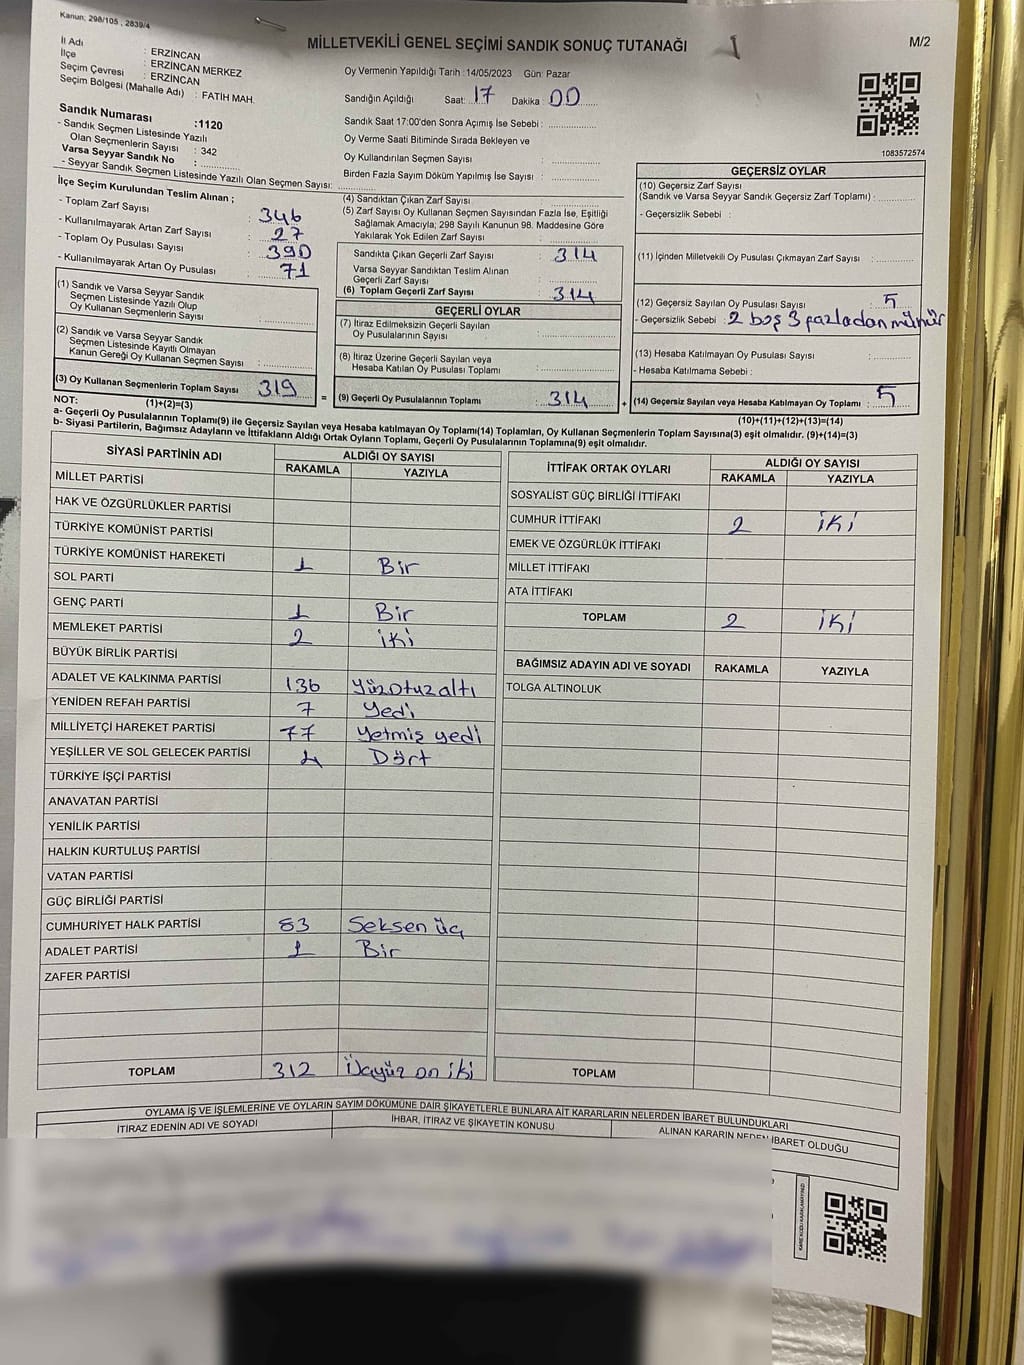 Kanun; 298/105 , 2839/4
MİLLETVEKİLİ GENEL SEÇİMİ SANDIK SONUÇ TUTANAĞI
M/2
İl Adı : ERZİNCAN
İlçe : ERZİNCAN MERKEZ
Seçim Çevresi : ERZİNCAN
Seçim Bölgesi (Mahalle Adı) : FATIH MAH.
Oy Vermenin Yapıldığı Tarih :14/05/2023 Gün: Pazar
Sandığın Açıldığı Saat: 17 Dakika : 00
Sandık Saat 17:00'den Sonra Açımış İse Sebebi :
Oy Verme Saati Bitiminde Sırada Bekleyen ve
Oy Kullandırılan Seçmen Sayısı :
Birden Fazla Sayım Döküm Yapılmış İse Sayısı :
1083572574
Sandık Numarası :1120
- Sandık Seçmen Listesinde Yazılı
Olan Seçmenlerin Sayısı : 342
Varsa Seyyar Sandık No :
- Seyyar Sandık Seçmen Listesinde Yazılı Olan Seçmen Sayısı:
İlçe Seçim Kurulundan Teslim Alınan ;
- Toplam Zarf Sayısı : 346
- Kullanılmayarak Artan Zarf Sayısı : 27
- Toplam Oy Pusulası Sayısı : 390
- Kullanılmayarak Artan Oy Pusulası : 71
(1) Sandık ve Varsa Seyyar Sandık
Seçmen Listesinde Yazılı Olup
Oy Kullanan Seçmenlerin Sayısı :
(2) Sandık ve Varsa Seyyar Sandık
Seçmen Listesinde Kayıtlı Olmayan
Kanun Gereği Oy Kullanan Seçmen Sayısı :
(3) Oy Kullanan Seçmenlerin Toplam Sayısı : 319
(1)+(2)=(3)
(4) Sandıktan Çıkan Zarf Sayısı :
(5) Zarf Sayısı Oy Kullanan Seçmen Sayısından Fazla İse, Eşitliği
Sağlamak Amacıyla; 298 Sayılı Kanunun 98. Maddesine Göre
Yakılarak Yok Edilen Zarf Sayısı :
Sandıkta Çıkan Geçerli Zarf Sayısı : 314
Varsa Seyyar Sandıktan Teslim Alınan
Geçerli Zarf Sayısı :
(6) Toplam Geçerli Zarf Sayısı : 314
GEÇERLİ OYLAR
(7) İtiraz Edilmeksizin Geçerli Sayılan
Oy Pusulalarının Sayısı :
(8) İtiraz Üzerine Geçerli Sayılan veya
Hesaba Katılan Oy Pusulası Toplamı :
= (9) Geçerli Oy Pusulalarının Toplamı : 314 +
GEÇERSİZ OYLAR
(10) Geçersiz Zarf Sayısı
(Sandık ve Varsa Seyyar Sandık Geçersiz Zarf Toplamı) :
- Geçersizlik Sebebi :
(11) İçinden Milletvekili Oy Pusulası Çıkmayan Zarf Sayısı :
(12) Geçersiz Sayılan Oy Pusulası Sayısı : 5
- Geçersizlik Sebebi : 2 boş 3 fazladan mühür
(13) Hesaba Katılmayan Oy Pusulası Sayısı :
- Hesaba Katılmama Sebebi :
(14) Geçersiz Sayılan veya Hesaba Katılmayan Oy Toplamı : 5
(10)+(11)+(12)+(13)=(14)
NOT:
a- Geçerli Oy Pusulalarının Toplamı(9) ile Geçersiz Sayılan veya Hesaba katılmayan Oy Toplamı(14) Toplamları, Oy Kullanan Seçmenlerin Toplam Sayısına(3) eşit olmalıdır. (9)+(14)=(3)
b- Siyasi Partilerin, Bağımsız Adayların ve İttifakların Aldığı Ortak Oyların Toplamı, Geçerli Oy Pusulalarının Toplamına(9) eşit olmalıdır.
SİYASİ PARTİNİN ADI ALDIĞI OY SAYISI
RAKAMLA YAZIYLA
MİLLET PARTİSİ
HAK VE ÖZGÜRLÜKLER PARTİSİ
TÜRKİYE KOMÜNİST PARTİSİ
TÜRKİYE KOMÜNİST HAREKETİ 1 Bir
SOL PARTİ
GENÇ PARTİ 1 Bir
MEMLEKET PARTİSİ 2 iki
BÜYÜK BİRLİK PARTİSİ
ADALET VE KALKINMA PARTİSİ 136 Yüzotuzaltı
YENİDEN REFAH PARTİSİ 7 Yedi
MİLLİYETÇİ HAREKET PARTİSİ 77 Yetmiş yedi
YEŞİLLER VE SOL GELECEK PARTİSİ 4 Dört
TÜRKİYE İŞÇİ PARTİSİ
ANAVATAN PARTİSİ
YENİLİK PARTİSİ
HALKIN KURTULUŞ PARTİSİ
VATAN PARTİSİ
GÜÇ BİRLİĞİ PARTİSİ
CUMHURİYET HALK PARTİSİ 83 Seksen üç
ADALET PARTİSİ 1 Bir
ZAFER PARTİSİ
TOPLAM 312 Üçyüz on iki
İTTİFAK ORTAK OYLARI ALDIĞI OY SAYISI
RAKAMLA YAZIYLA
SOSYALIST GÜÇ BİRLİĞİ İTTİFAKI
CUMHUR İTTİFAKI 2 iki
EMEK VE ÖZGÜRLÜK İTTİFAKI
MİLLET İTTİFAKI
ATA İTTİFAKI
TOPLAM 2 iki
BAĞIMSIZ ADAYIN ADI VE SOYADI RAKAMLA YAZIYLA
TOLGA ALTINOLUK
TOPLAM
OYLAMA İŞ VE İŞLEMLERİNE VE OYLARIN SAYIM DÖKÜMÜNE DAİR ŞİKAYETLERLE BUNLARA AİT KARARLARIN NELERDEN İBARET BULUNDUKLARI
İTİRAZ EDENİN ADI VE SOYADI İHBAR, İTİRAZ VE ŞİKAYETİN KONUSU ALINAN KARARIN NEDEN İBARET OLDUĞU